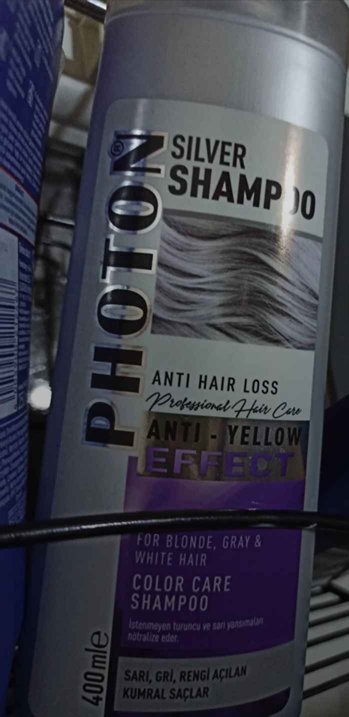 PHOTON®
SILVER
SHAMPOO
ANTI HAIR LOSS
Professional Hair Care
ANTI - YELLOW
EFFECT
FOR BLONDE, GRAY &
WHITE HAIR
COLOR CARE
SHAMPOO
İstenmeyen turuncu ve sarı yansımaları
nötralize eder.
SARI, GRİ, RENGİ AÇILAN
KUMRAL SAÇLAR
400ml℮